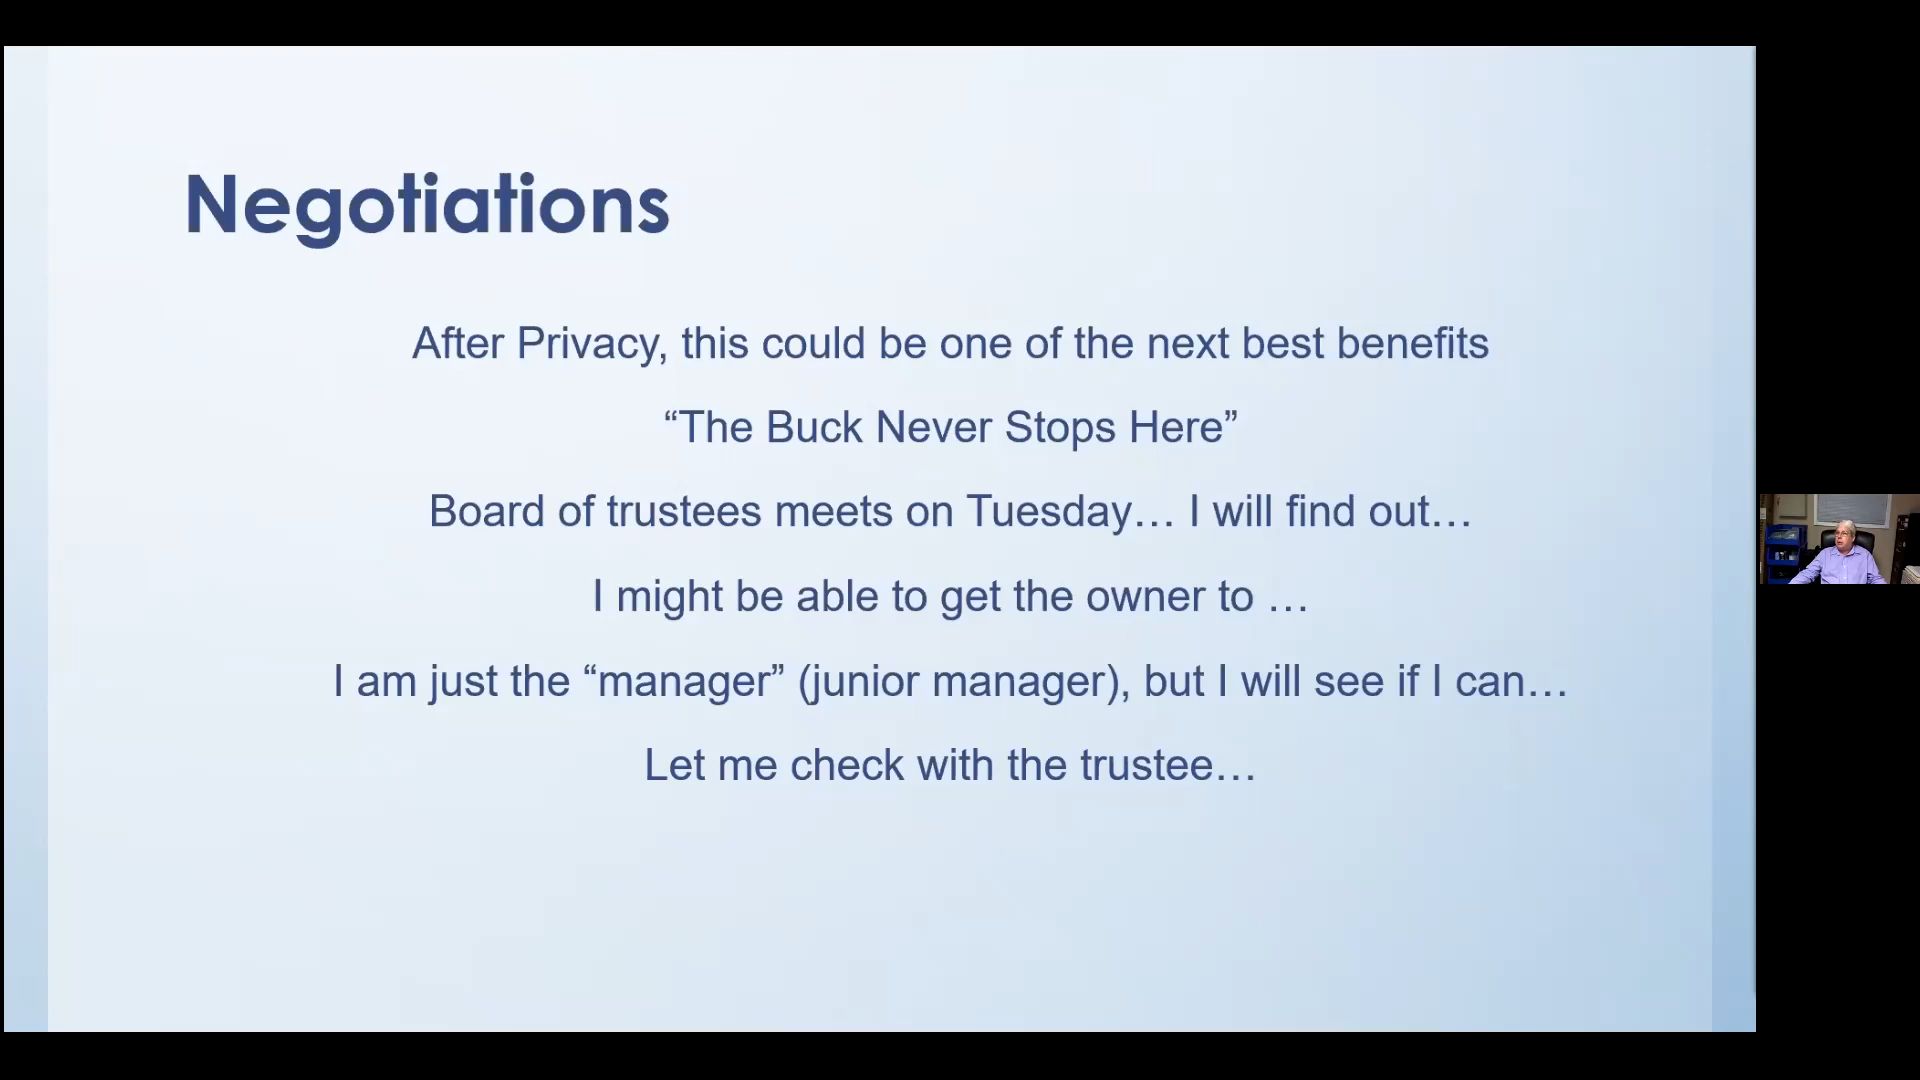 Negotiations
After Privacy, this could be one of the next best benefits
“The Buck Never Stops Here”
Board of trustees meets on Tuesday… I will find out…
I might be able to get the owner to …
I am just the “manager” (junior manager), but I will see if I can…
Let me check with the trustee…